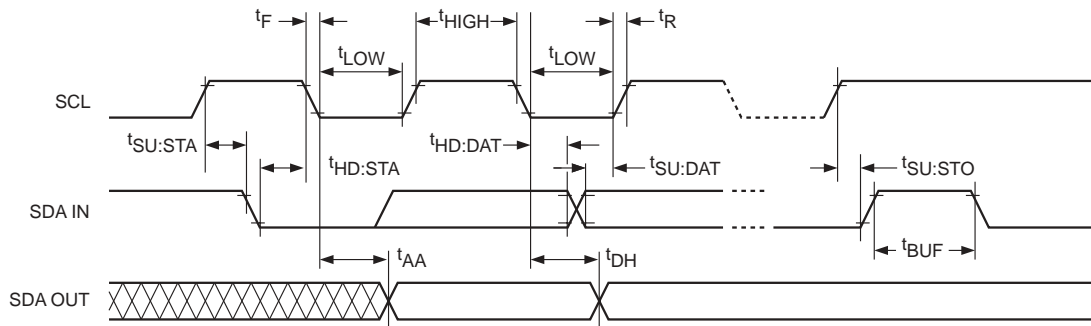 tF
tHIGH
tR
tLOW
tLOW
SCL
tSU:STA
tHD:STA
tHD:DAT
tSU:DAT
tSU:STO
SDA IN
tBUF
tAA
tDH
SDA OUT